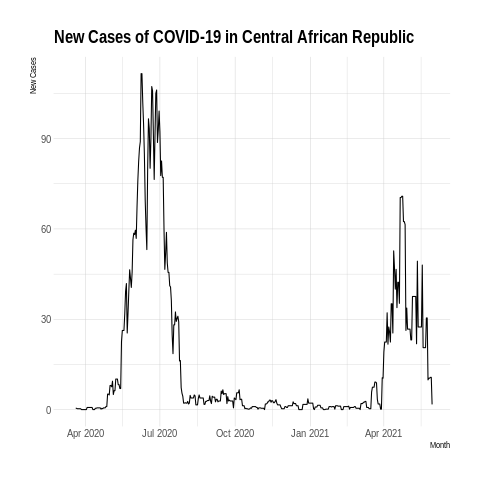 New Cases of COVID-19 in Central African Republic
New Cases
90
60
30
0
Apr 2020 Jul 2020 Oct 2020 Jan 2021 Apr 2021
Month